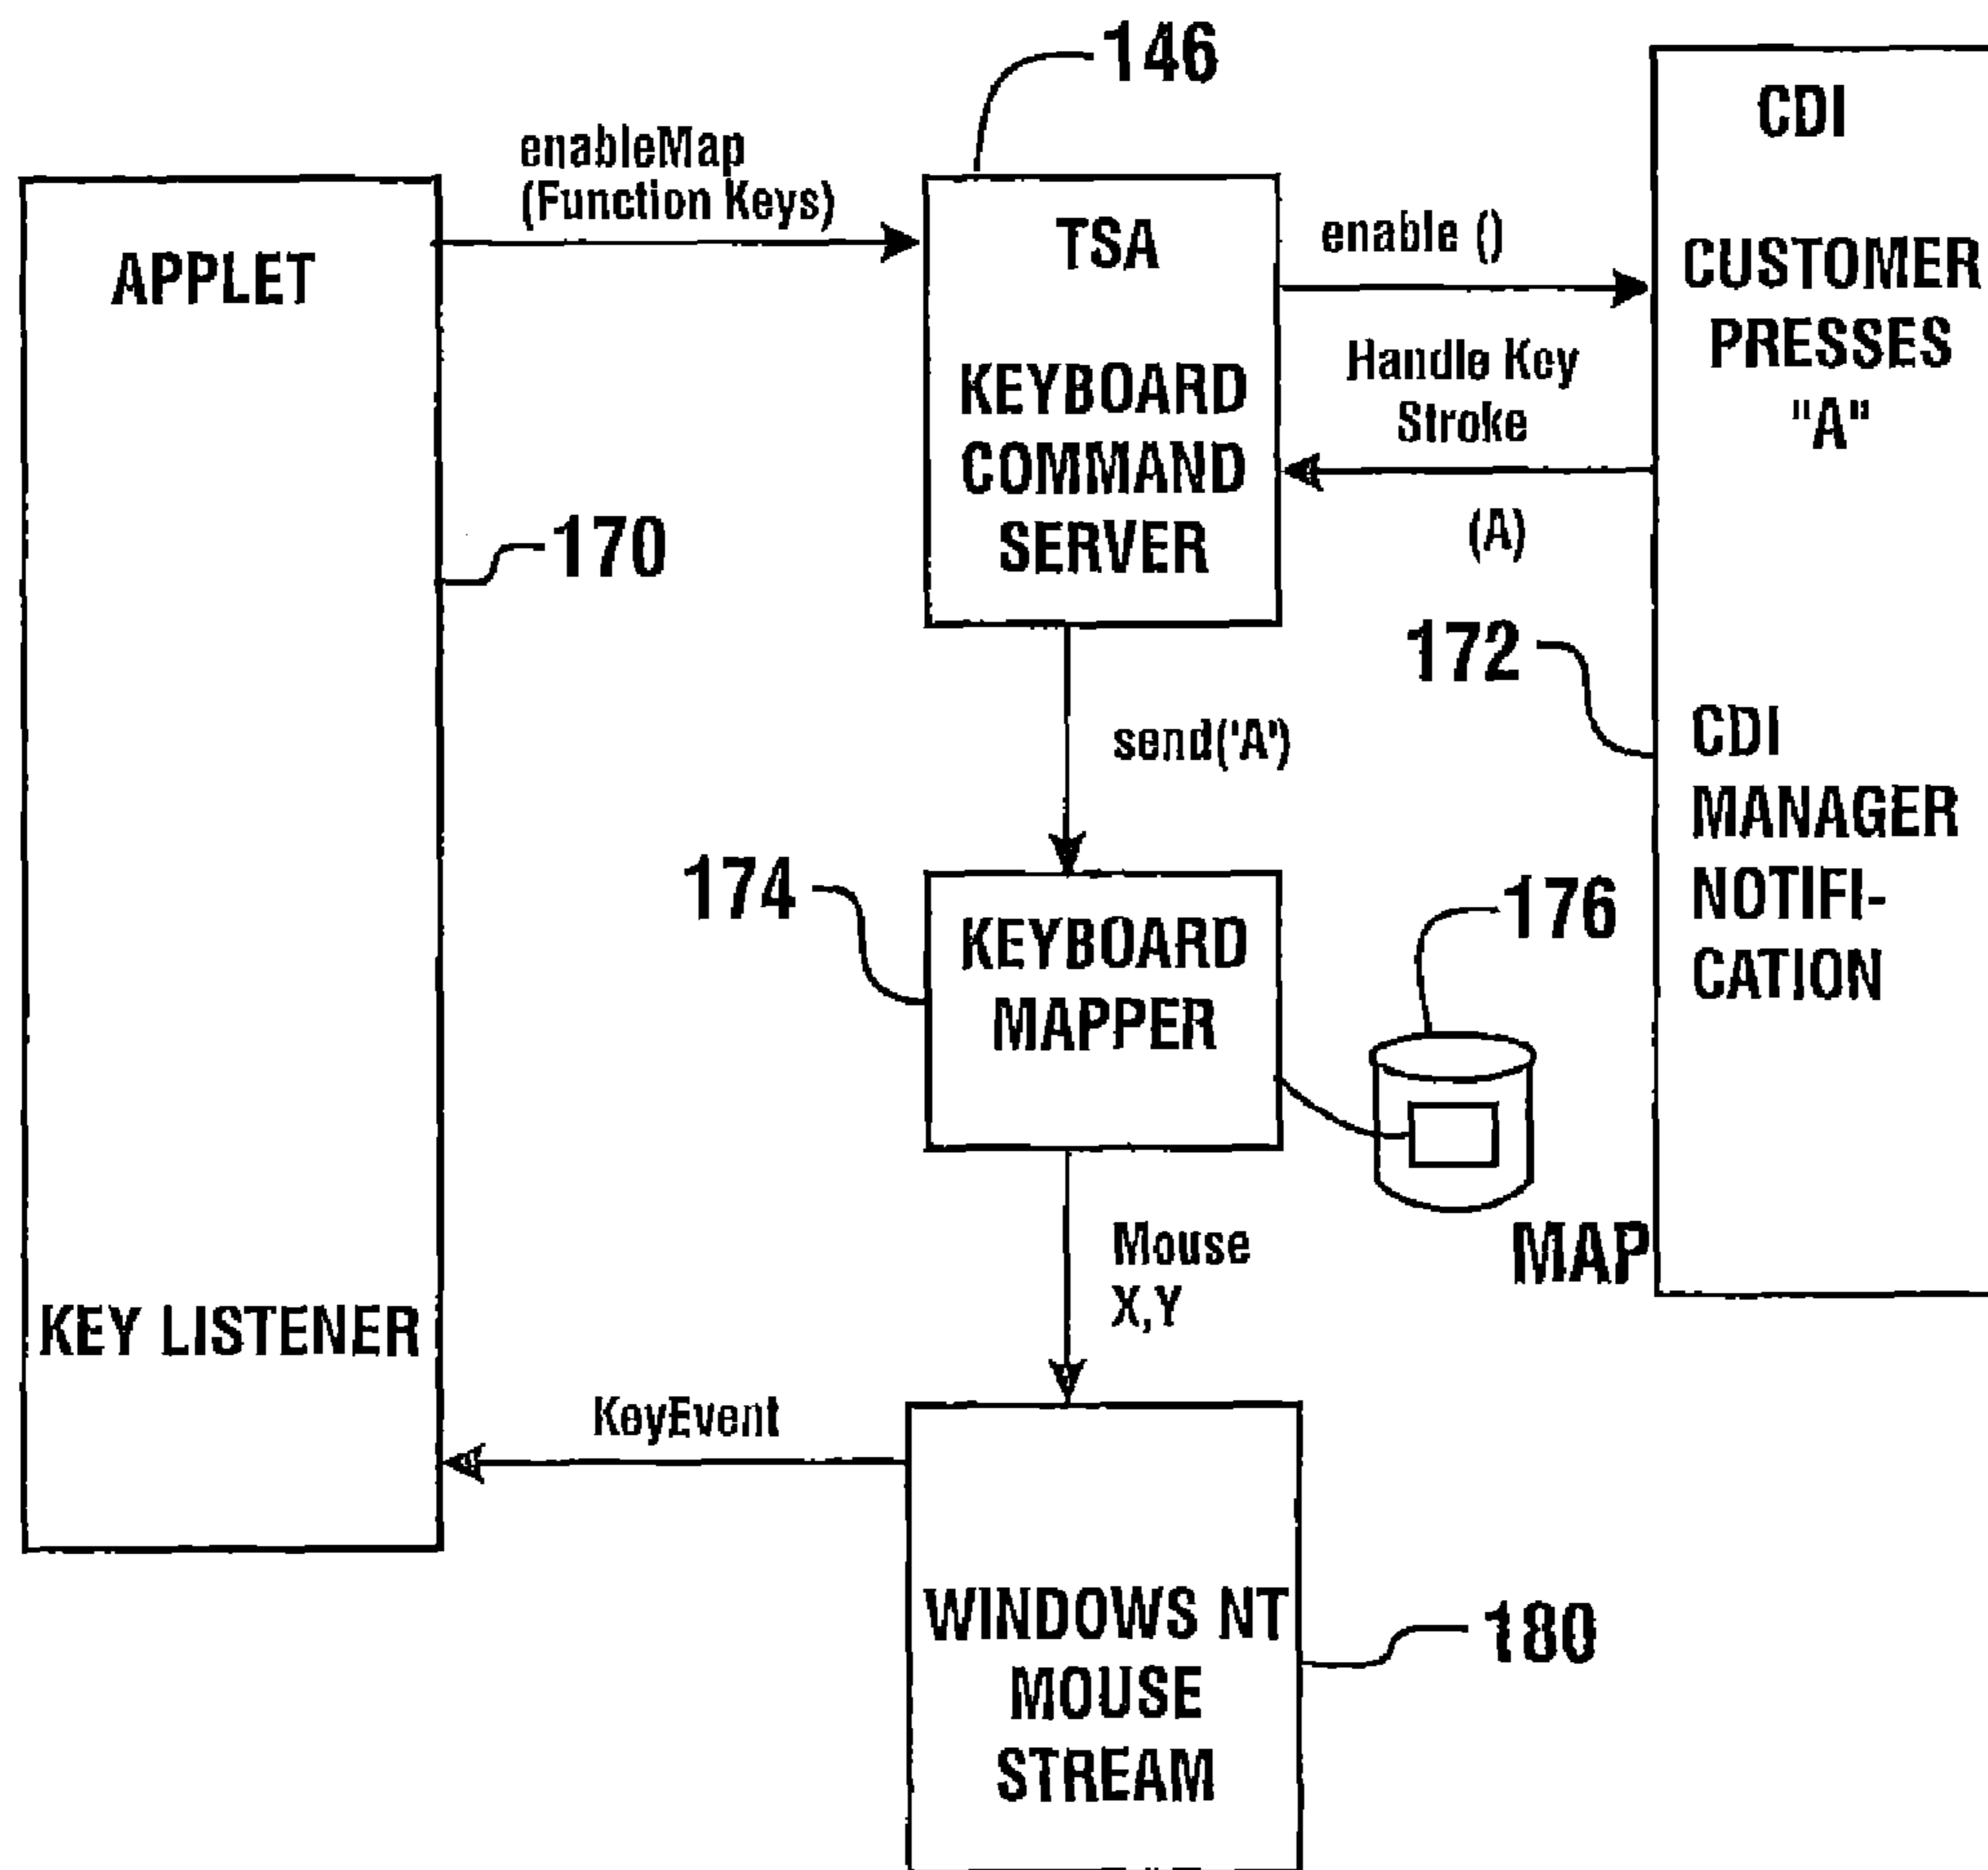 146
CDI
enableMap
(Function Keys)
APPLET
TSA
enable ()
CUSTOMER
PRESSES
"A"
KEYBOARD
COMMAND
SERVER
Handle Key
Stroke
(A)
170
172
send('A')
CDI
MANAGER
NOTIFI-
CATION
174
KEYBOARD
MAPPER
176
MAP
Mouse
X,Y
KEY LISTENER
KeyEvent
WINDOWS NT
MOUSE
STREAM
180